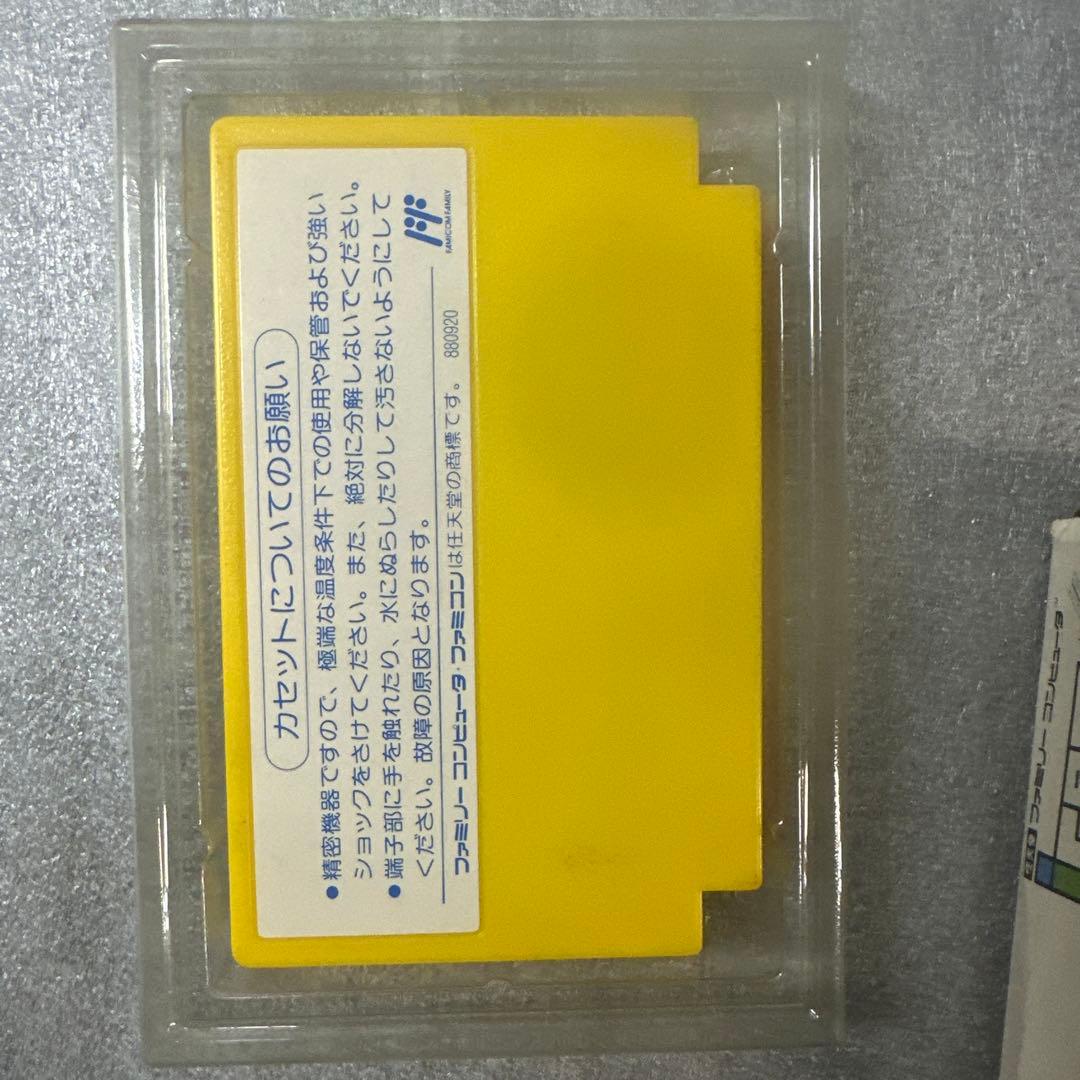 カセットについてのお願い
●精密機器ですので、極端な温度条件下での使用や保管および強い
ショックをさけてください。また、絶対に分解しないでください。
●端子部に手を触れたり、水にぬらしたりして汚さないようにして
ください。故障の原因となります。
FAMICOM FAMILY
ファミリー コンピュータ・ファミコンは任天堂の商標です。 880920
ファミリーコンピュータ